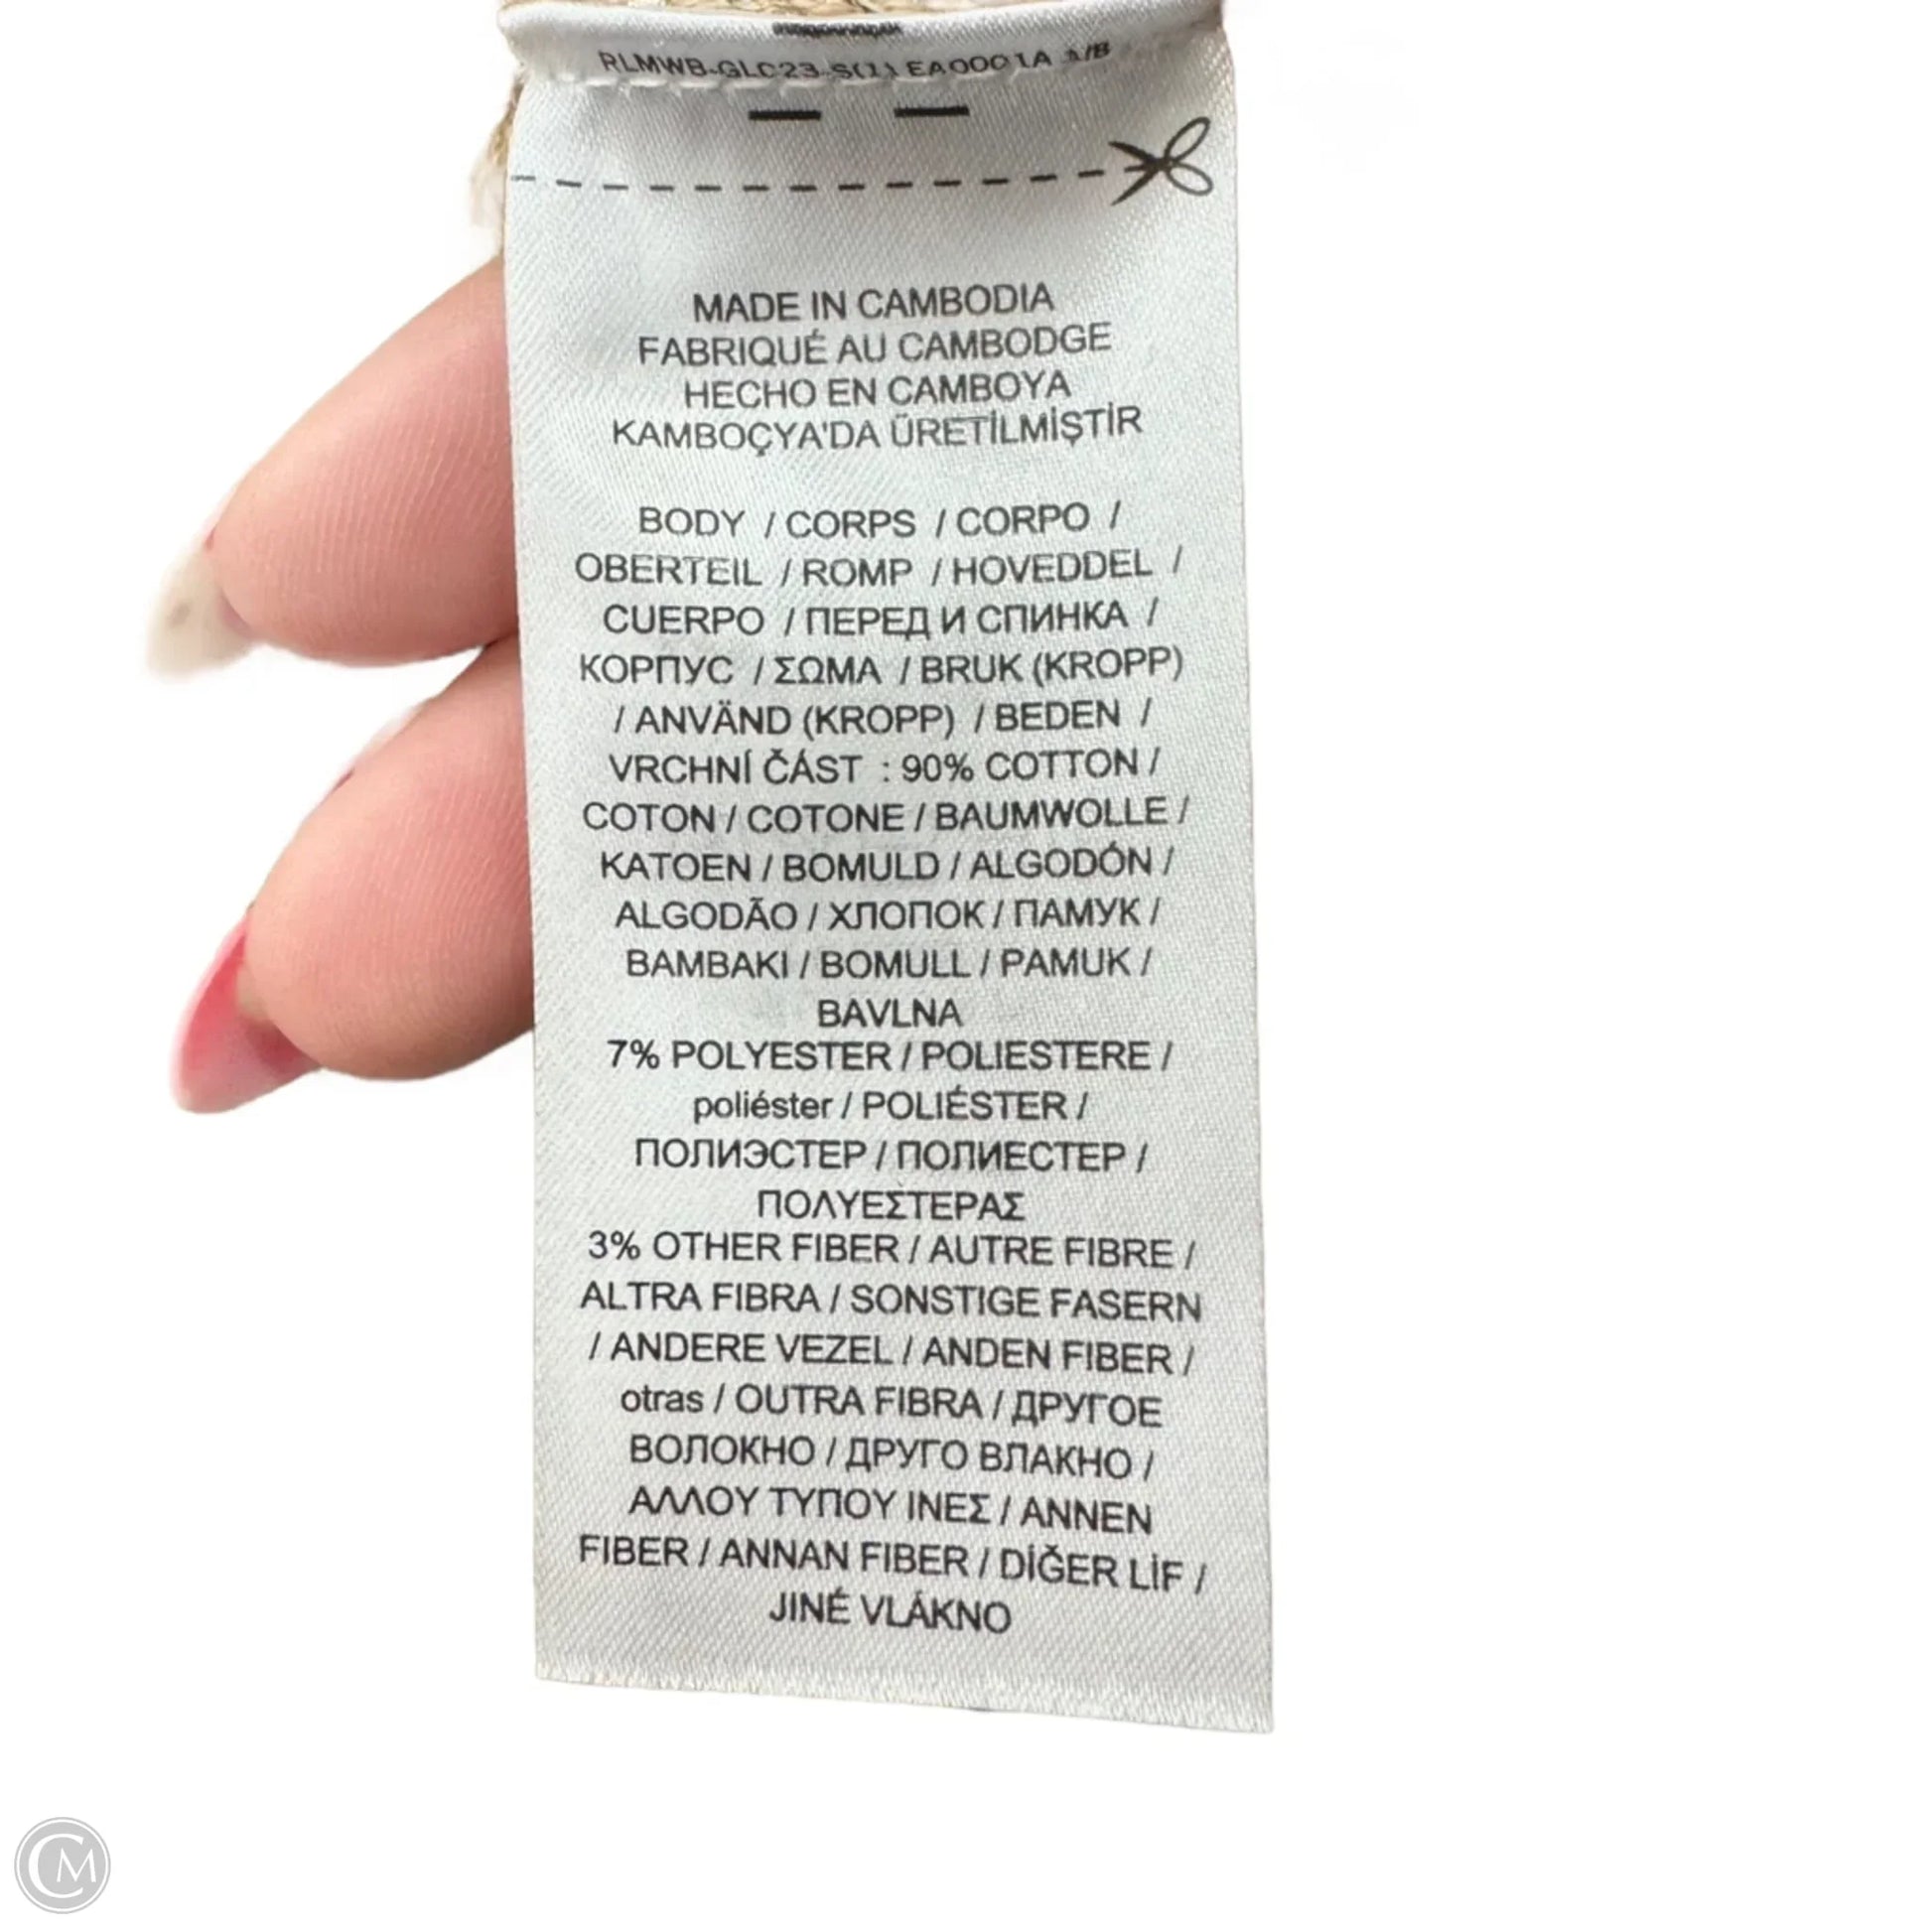 RLMWB-GLC23-S(1) EA0001A A/B
MADE IN CAMBODIA
FABRIQUÉ AU CAMBODGE
HECHO EN CAMBOYA
KAMBOÇYA'DA ÜRETİLMİŞTİR
BODY / CORPS / CORPO /
OBERTEIL / ROMP / HOVEDDEL /
CUERPO / ПЕРЕД И СПИНКА /
КОРПУС / ΣΩΜΑ / BRUK (KROPP)
/ ANVÄND (KROPP) / BEDEN /
VRCHNÍ ČÁST : 90% COTTON /
COTON / COTONE / BAUMWOLLE /
KATOEN / BOMULD / ALGODÓN /
ALGODÃO / ХЛОПОК / ПАМУК /
BAMBAKI / BOMULL / PAMUK /
BAVLNA
7% POLYESTER / POLIESTERE /
poliéster / POLIÉSTER /
ПОЛИЭСТЕР / ПОЛИЕСТЕР /
ΠΟΛΥΕΣΤΕΡΑΣ
3% OTHER FIBER / AUTRE FIBRE /
ALTRA FIBRA / SONSTIGE FASERN
/ ANDERE VEZEL / ANDEN FIBER /
otras / OUTRA FIBRA / ДРУГОЕ
ВОЛОКНО / ДРУГО ВЛАКНО /
ΑΛΛΟΥ ΤΥΠΟΥ ΙΝΕΣ / ANNEN
FIBER / ANNAN FIBER / DİĞER LİF /
JINÉ VLÁKNO
CM